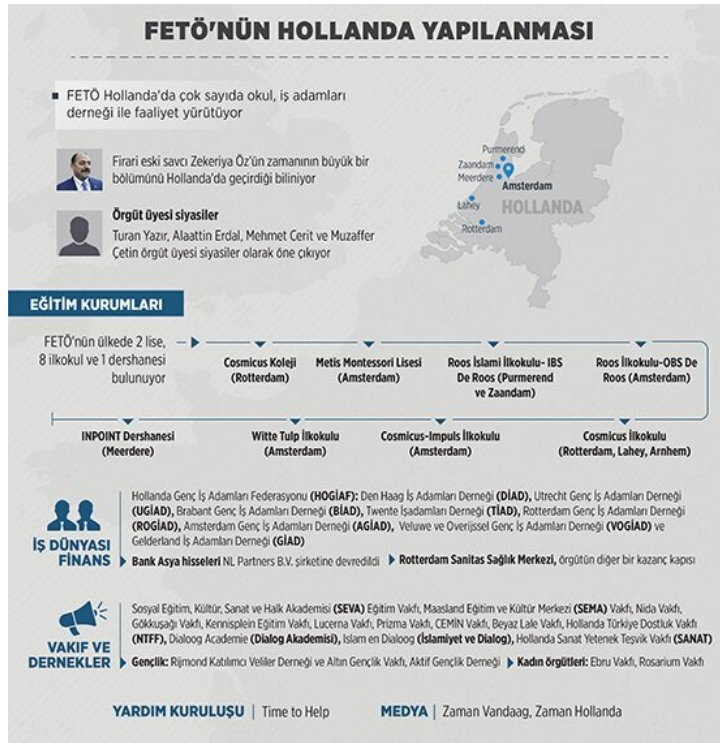 FETÖ'NÜN HOLLANDA YAPILANMASI
▪ FETÖ Hollanda'da çok sayıda okul, iş adamları
derneği ile faaliyet yürütüyor
Firari eski savcı Zekeriya Öz'ün zamanının büyük bir
bölümünü Hollanda'da geçirdiği biliniyor
Örgüt üyesi siyasiler
Turan Yazır, Alaattin Erdal, Mehmet Cerit ve Muzaffer
Çetin örgüt üyesi siyasiler olarak öne çıkıyor
Purmerend
Zaandam
Meerdere
Amsterdam
Lahey
HOLLANDA
Rotterdam
EĞİTİM KURUMLARI
FETÖ'nün ülkede 2 lise,
8 ilkokul ve 1 dershanesi
bulunuyor
Cosmicus Koleji
(Rotterdam)
Metis Montessori Lisesi
(Amsterdam)
Roos İslami İlkokulu- IBS
De Roos (Purmerend
ve Zaandam)
Roos İlkokulu-OBS De
Roos (Amsterdam)
INPOINT Dershanesi
(Meerdere)
Witte Tulp İlkokulu
(Amsterdam)
Cosmicus-Impuls İlkokulu
(Amsterdam)
Cosmicus İlkokulu
(Rotterdam, Lahey, Arnhem)
İŞ DÜNYASI
FİNANS
Hollanda Genç İş Adamları Federasyonu (HOGİAF): Den Haag İş Adamları Derneği (DİAD), Utrecht Genç İş Adamları Derneği
(UGİAD), Brabant Genç İş Adamları Derneği (BİAD), Twente İşadamları Derneği (TİAD), Rotterdam Genç İş Adamları Derneği
(ROGİAD), Amsterdam Genç İş Adamları Derneği (AGİAD), Veluwe ve Overijssel Genç İş Adamları Derneği (VOGİAD) ve
Gelderland İş Adamları Derneği (GİAD)
Bank Asya hisseleri NL Partners B.V. şirketine devredildi
Rotterdam Sanitas Sağlık Merkezi, örgütün diğer bir kazanç kapısı
VAKIF VE
DERNEKLER
Sosyal Eğitim, Kültür, Sanat ve Halk Akademisi (SEVA) Eğitim Vakfı, Maasland Eğitim ve Kültür Merkezi (SEMA) Vakfı, Nida Vakfı,
Gökkuşağı Vakfı, Kennisplein Eğitim Vakfı, Lucerna Vakfı, Prizma Vakfı, CEMİN Vakfı, Beyaz Lale Vakfı, Hollanda Türkiye Dostluk Vakfı
(NTFF), Dialoog Academie (Dialog Akademisi), Islam en Dialoog (İslamiyet ve Dialog), Hollanda Sanat Yetenek Teşvik Vakfı (SANAT)
Gençlik: Rijmond Katılımcı Veliler Derneği ve Altın Gençlik Vakfı, Aktif Gençlik Derneği
Kadın örgütleri: Ebru Vakfı, Rosarium Vakfı
YARDIM KURULUŞU | Time to Help
MEDYA | Zaman Vandaag, Zaman Hollanda